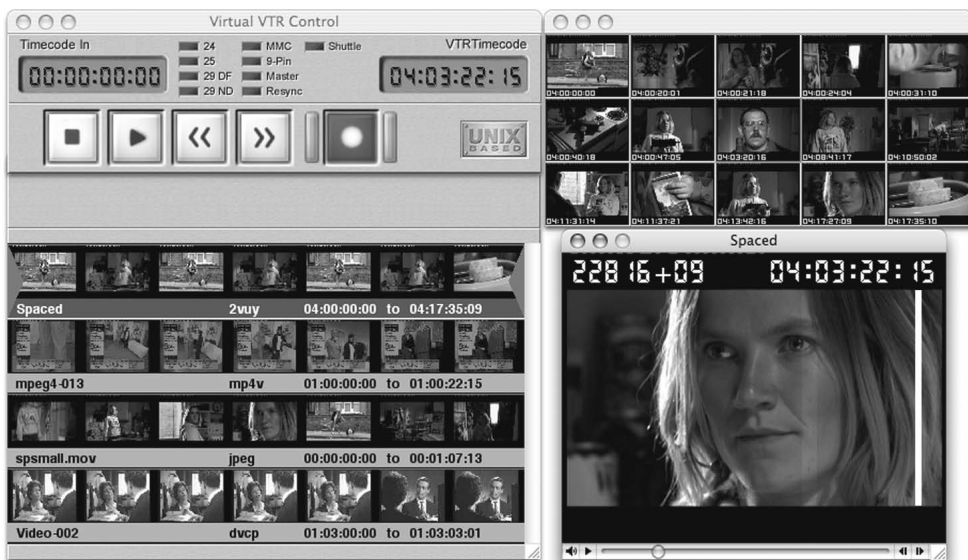 Virtual VTR Control
Timecode In
24
25
29 DF
29 ND
MMC
9-Pin
Master
Resync
Shuttle
VTRTimecode
00:00:00:00
04:03:22:15
UNIX
BASED
Spaced 2vuy 04:00:00:00 to 04:17:35:09
mpeg4-013 mp4v 01:00:00:00 to 01:00:22:15
spsmall.mov jpeg 00:00:00:00 to 00:01:07:13
Video-002 dvcp 01:03:00:00 to 01:03:03:01
04:00:00:00 04:00:20:01 04:00:21:18 04:00:24:04 04:00:31:10
04:00:40:18 04:00:47:05 04:03:20:16 04:08:41:17 04:10:50:02
04:11:31:14 04:11:37:21 04:13:42:16 04:17:27:09 04:17:35:10
Spaced
22816+09 04:03:22:15